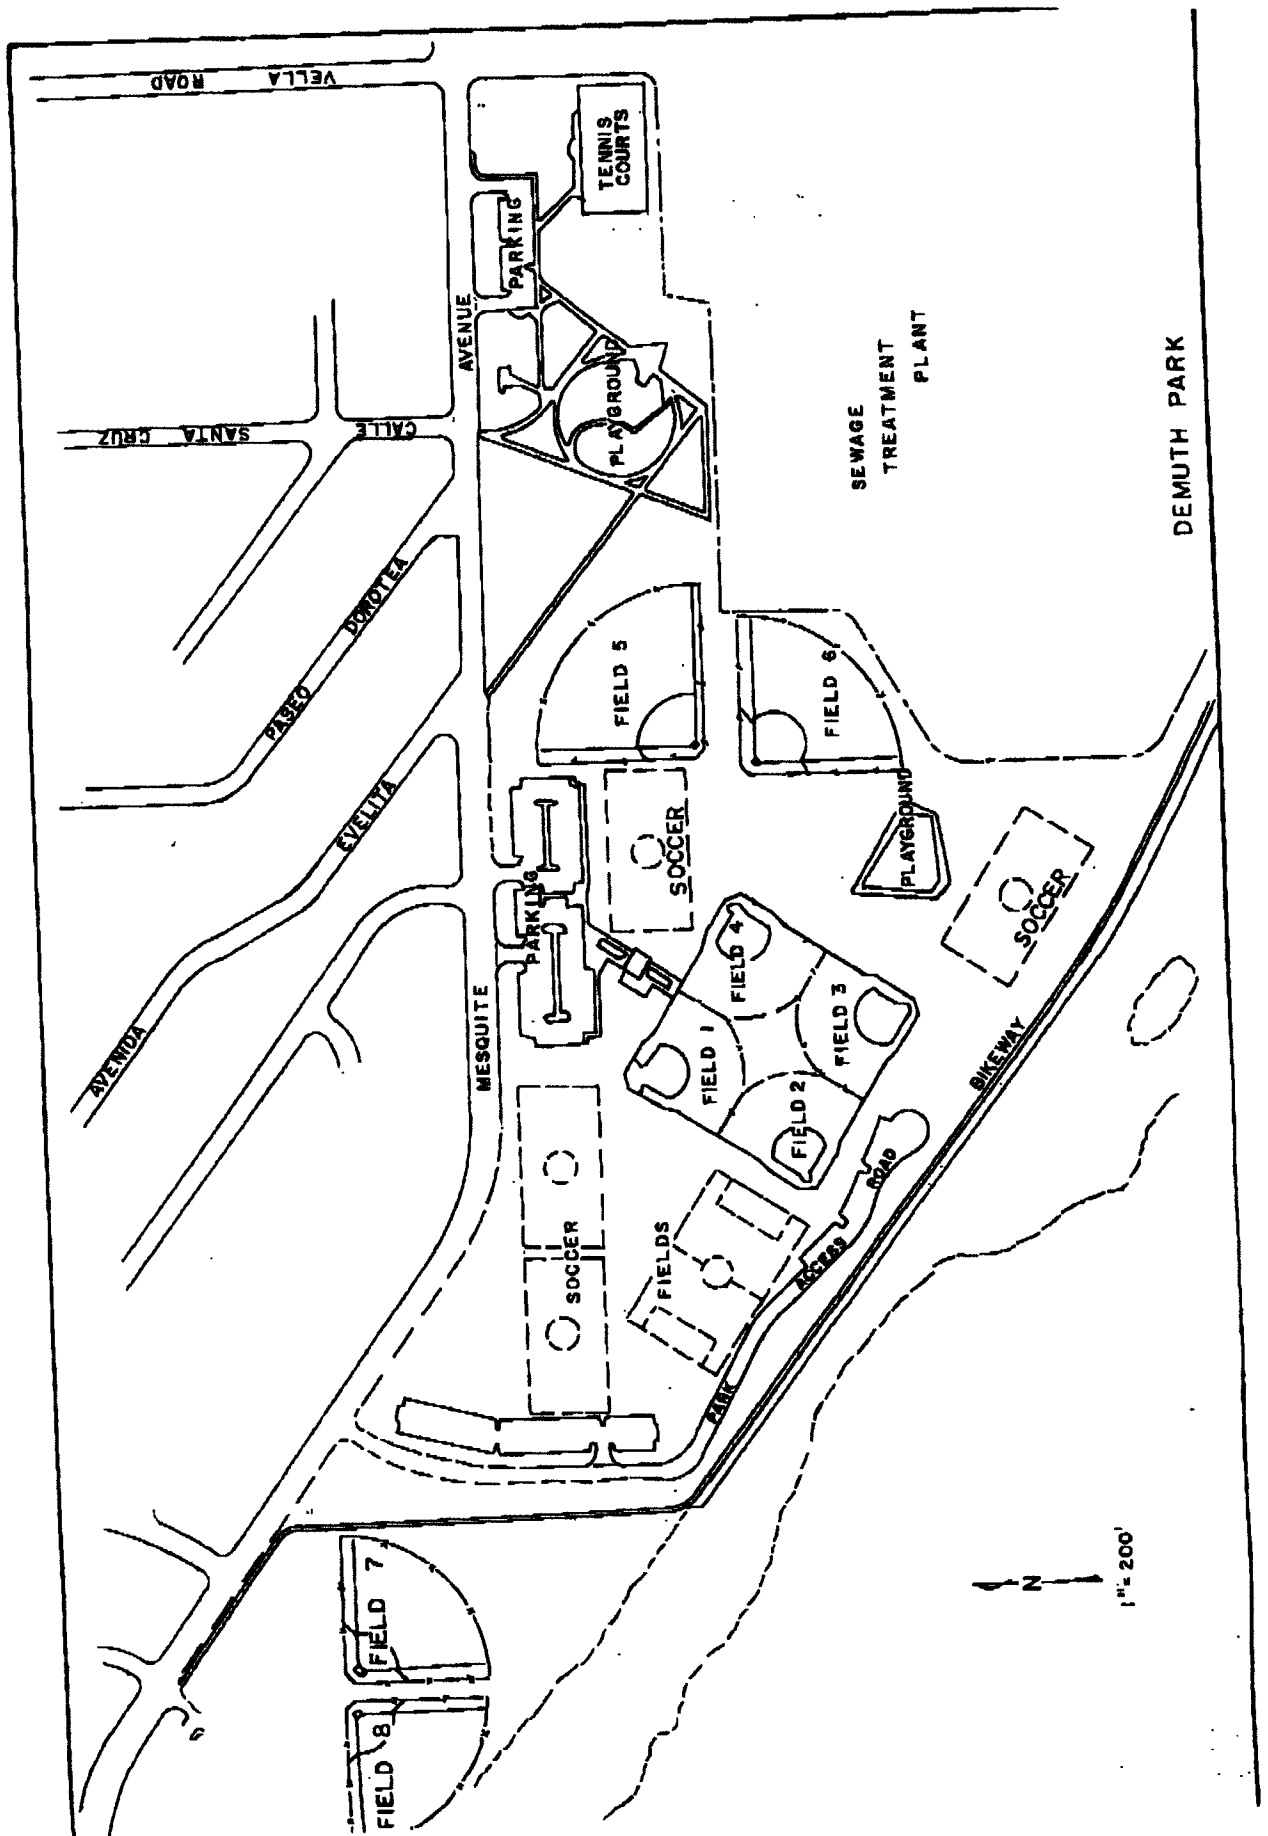 VELLA ROAD
TENNIS
COURTS
PARKING
AVENUE
PLAYGROUND
CALLE SANTA CRUZ
SEWAGE
TREATMENT
PLANT
DEMUTH PARK
PASEO DOROTEA
FIELD 5
FIELD 6
AVENIDA EVELITA
SOCCER
PLAYGROUND
SOCCER
PARKING
FIELD 4
FIELD 3
MESQUITE
FIELD 1
FIELD 2
BIKEWAY
SOCCER
FIELDS
PARK ACCESS ROAD
FIELD 7
FIELD 8
N
1"= 200'